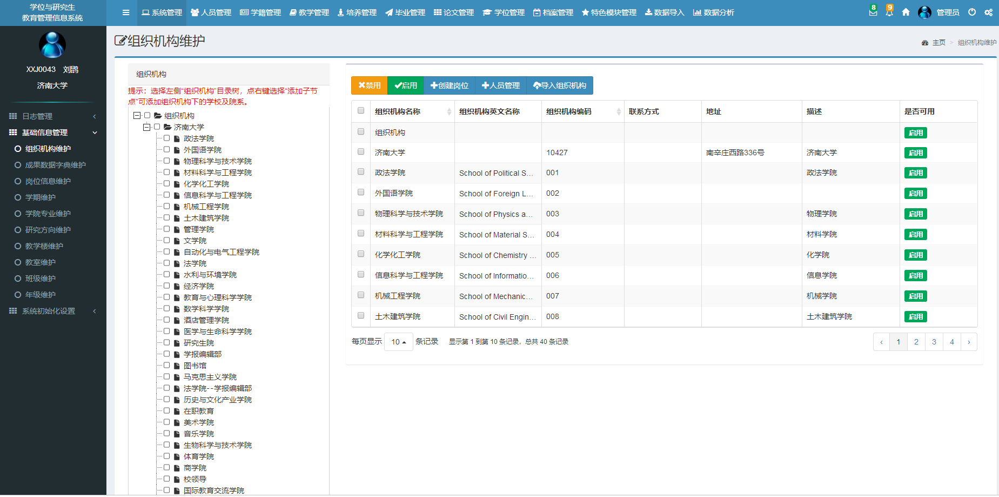 学位与研究生
教育管理信息系统
系统管理 人员管理 学籍管理 教学管理 培养管理 毕业管理 论文管理 学位管理 档案管理 特色模块管理 数据导入 数据分析
8 9 管理员
XXJ0043 刘鹍
济南大学
日志管理
基础信息管理
组织机构维护
成果数据字典维护
岗位信息维护
学期维护
学院专业维护
研究方向维护
教学楼维护
教室维护
班级维护
年级维护
系统初始化设置
组织机构维护
主页 > 组织机构维护
组织机构
提示：选择左侧“组织机构”目录树，点右键选择“添加子节
点”可添加组织机构下的学校及院系。
组织机构
济南大学
政法学院
外国语学院
物理科学与技术学院
材料科学与工程学院
化学化工学院
信息科学与工程学院
机械工程学院
土木建筑学院
管理学院
文学院
自动化与电气工程学院
法学院
水利与环境学院
经济学院
教育与心理科学学院
数学科学学院
酒店管理学院
医学与生命科学学院
研究生院
学报编辑部
图书馆
马克思主义学院
法学院--学报编辑部
历史与文化产业学院
在职教育
美术学院
音乐学院
生物科学与技术学院
体育学院
商学院
校领导
国际教育交流学院
禁用 启用 创建岗位 人员管理 导入组织机构
组织机构名称 组织机构英文名称 组织机构编码 联系方式 地址 描述 是否可用
组织机构 启用
济南大学 10427 南辛庄西路336号 济南大学 启用
政法学院 School of Political S... 001 政法学院 启用
外国语学院 School of Foreign L... 002 启用
物理科学与技术学院 School of Physics a... 003 物理学院 启用
材料科学与工程学院 School of Material S... 004 材料学院 启用
化学化工学院 School of Chemistry ... 005 化学院 启用
信息科学与工程学院 School of Informatio... 006 信息学院 启用
机械工程学院 School of Mechanic... 007 机械学院 启用
土木建筑学院 School of Civil Engin... 008 土木建筑学院 启用
每页显示 10 条记录 显示第 1 到第 10 条记录，总共 40 条记录
‹ 1 2 3 4 ›